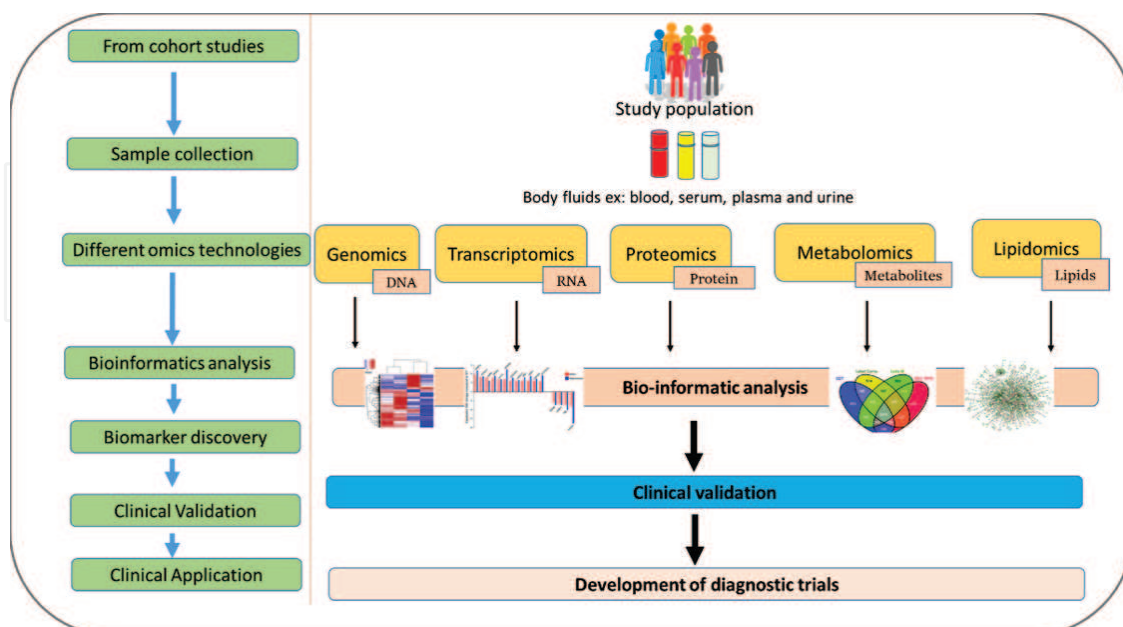 From cohort studies
Sample collection
Different omics technologies
Bioinformatics analysis
Biomarker discovery
Clinical Validation
Clinical Application
Study population
Body fluids ex: blood, serum, plasma and urine
Genomics
DNA
Transcriptomics
RNA
Proteomics
Protein
Metabolomics
Metabolites
Lipidomics
Lipids
Bio-informatic analysis
Clinical validation
Development of diagnostic trials